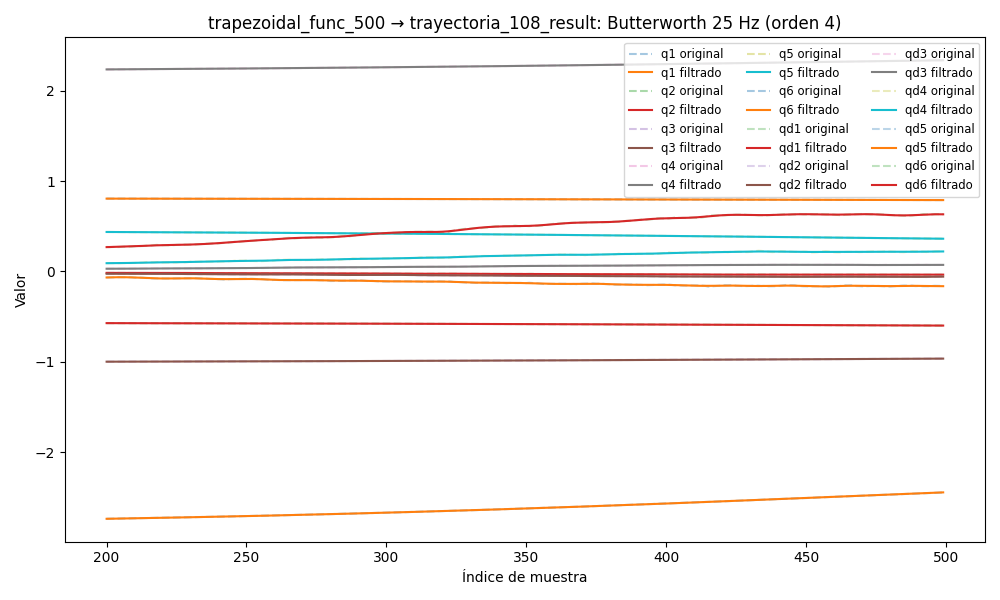 trapezoidal_func_500 → trayectoria_108_result: Butterworth 25 Hz (orden 4)
q1 original
q1 filtrado
q2 original
q2 filtrado
q3 original
q3 filtrado
q4 original
q4 filtrado
q5 original
q5 filtrado
q6 original
q6 filtrado
qd1 original
qd1 filtrado
qd2 original
qd2 filtrado
qd3 original
qd3 filtrado
qd4 original
qd4 filtrado
qd5 original
qd5 filtrado
qd6 original
qd6 filtrado
Valor
2
1
0
−1
−2
200
250
300
350
400
450
500
Índice de muestra